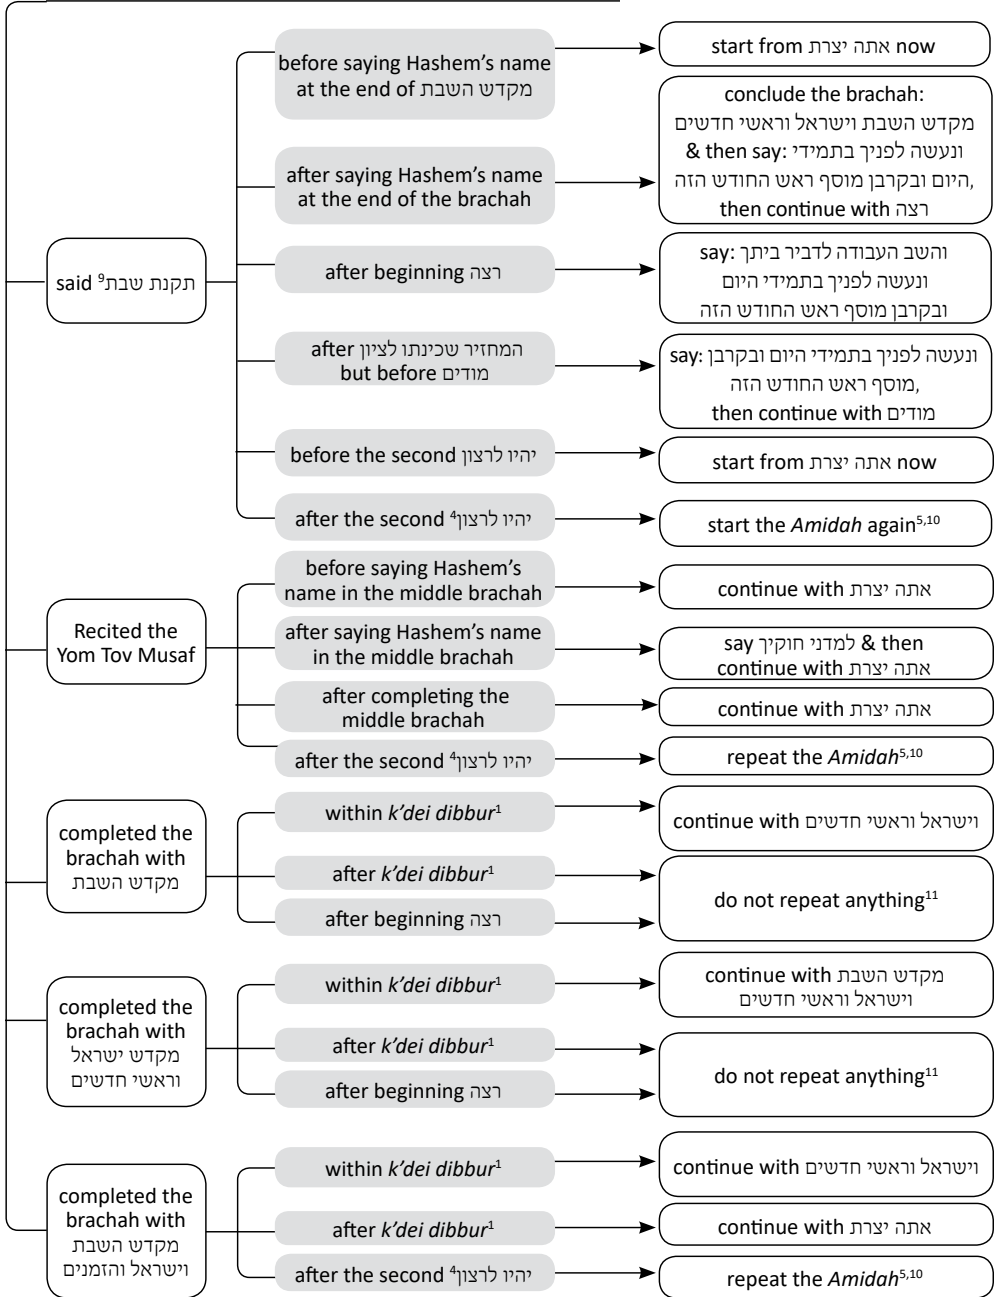 said תקנת שבת⁹
before saying Hashem’s name
at the end of מקדש השבת
start from אתה יצרת now
after saying Hashem’s name
at the end of the brachah
conclude the brachah:
מקדש השבת וישראל וראשי חדשים
& then say: ונעשה לפניך בתמידי
היום ובקרבן מוסף ראש החודש הזה,
then continue with רצה
after beginning רצה
say: והשב העבודה לדביר ביתך
ונעשה לפניך בתמידי היום
ובקרבן מוסף ראש החודש הזה
after המחזיר שכינתו לציון
but before מודים
say: ונעשה לפניך בתמידי היום ובקרבן
מוסף ראש החודש הזה,
then continue with מודים
before the second יהיו לרצון
start from אתה יצרת now
after the second יהיו לרצון⁴
start the Amidah again⁵,¹⁰
Recited the
Yom Tov Musaf
before saying Hashem’s
name in the middle brachah
continue with אתה יצרת
after saying Hashem’s name
in the middle brachah
say למדני חוקיך & then
continue with אתה יצרת
after completing the
middle brachah
continue with אתה יצרת
after the second יהיו לרצון⁴
repeat the Amidah⁵,¹⁰
completed the
brachah with
מקדש השבת
within k’dei dibbur¹
continue with וישראל וראשי חדשים
after k’dei dibbur¹
after beginning רצה
do not repeat anything¹¹
completed the
brachah with
מקדש ישראל
וראשי חדשים
within k’dei dibbur¹
continue with מקדש השבת
וישראל וראשי חדשים
after k’dei dibbur¹
after beginning רצה
do not repeat anything¹¹
completed the
brachah with
מקדש השבת
וישראל והזמנים
within k’dei dibbur¹
continue with וישראל וראשי חדשים
after k’dei dibbur¹
continue with אתה יצרת
after the second יהיו לרצון⁴
repeat the Amidah⁵,¹⁰